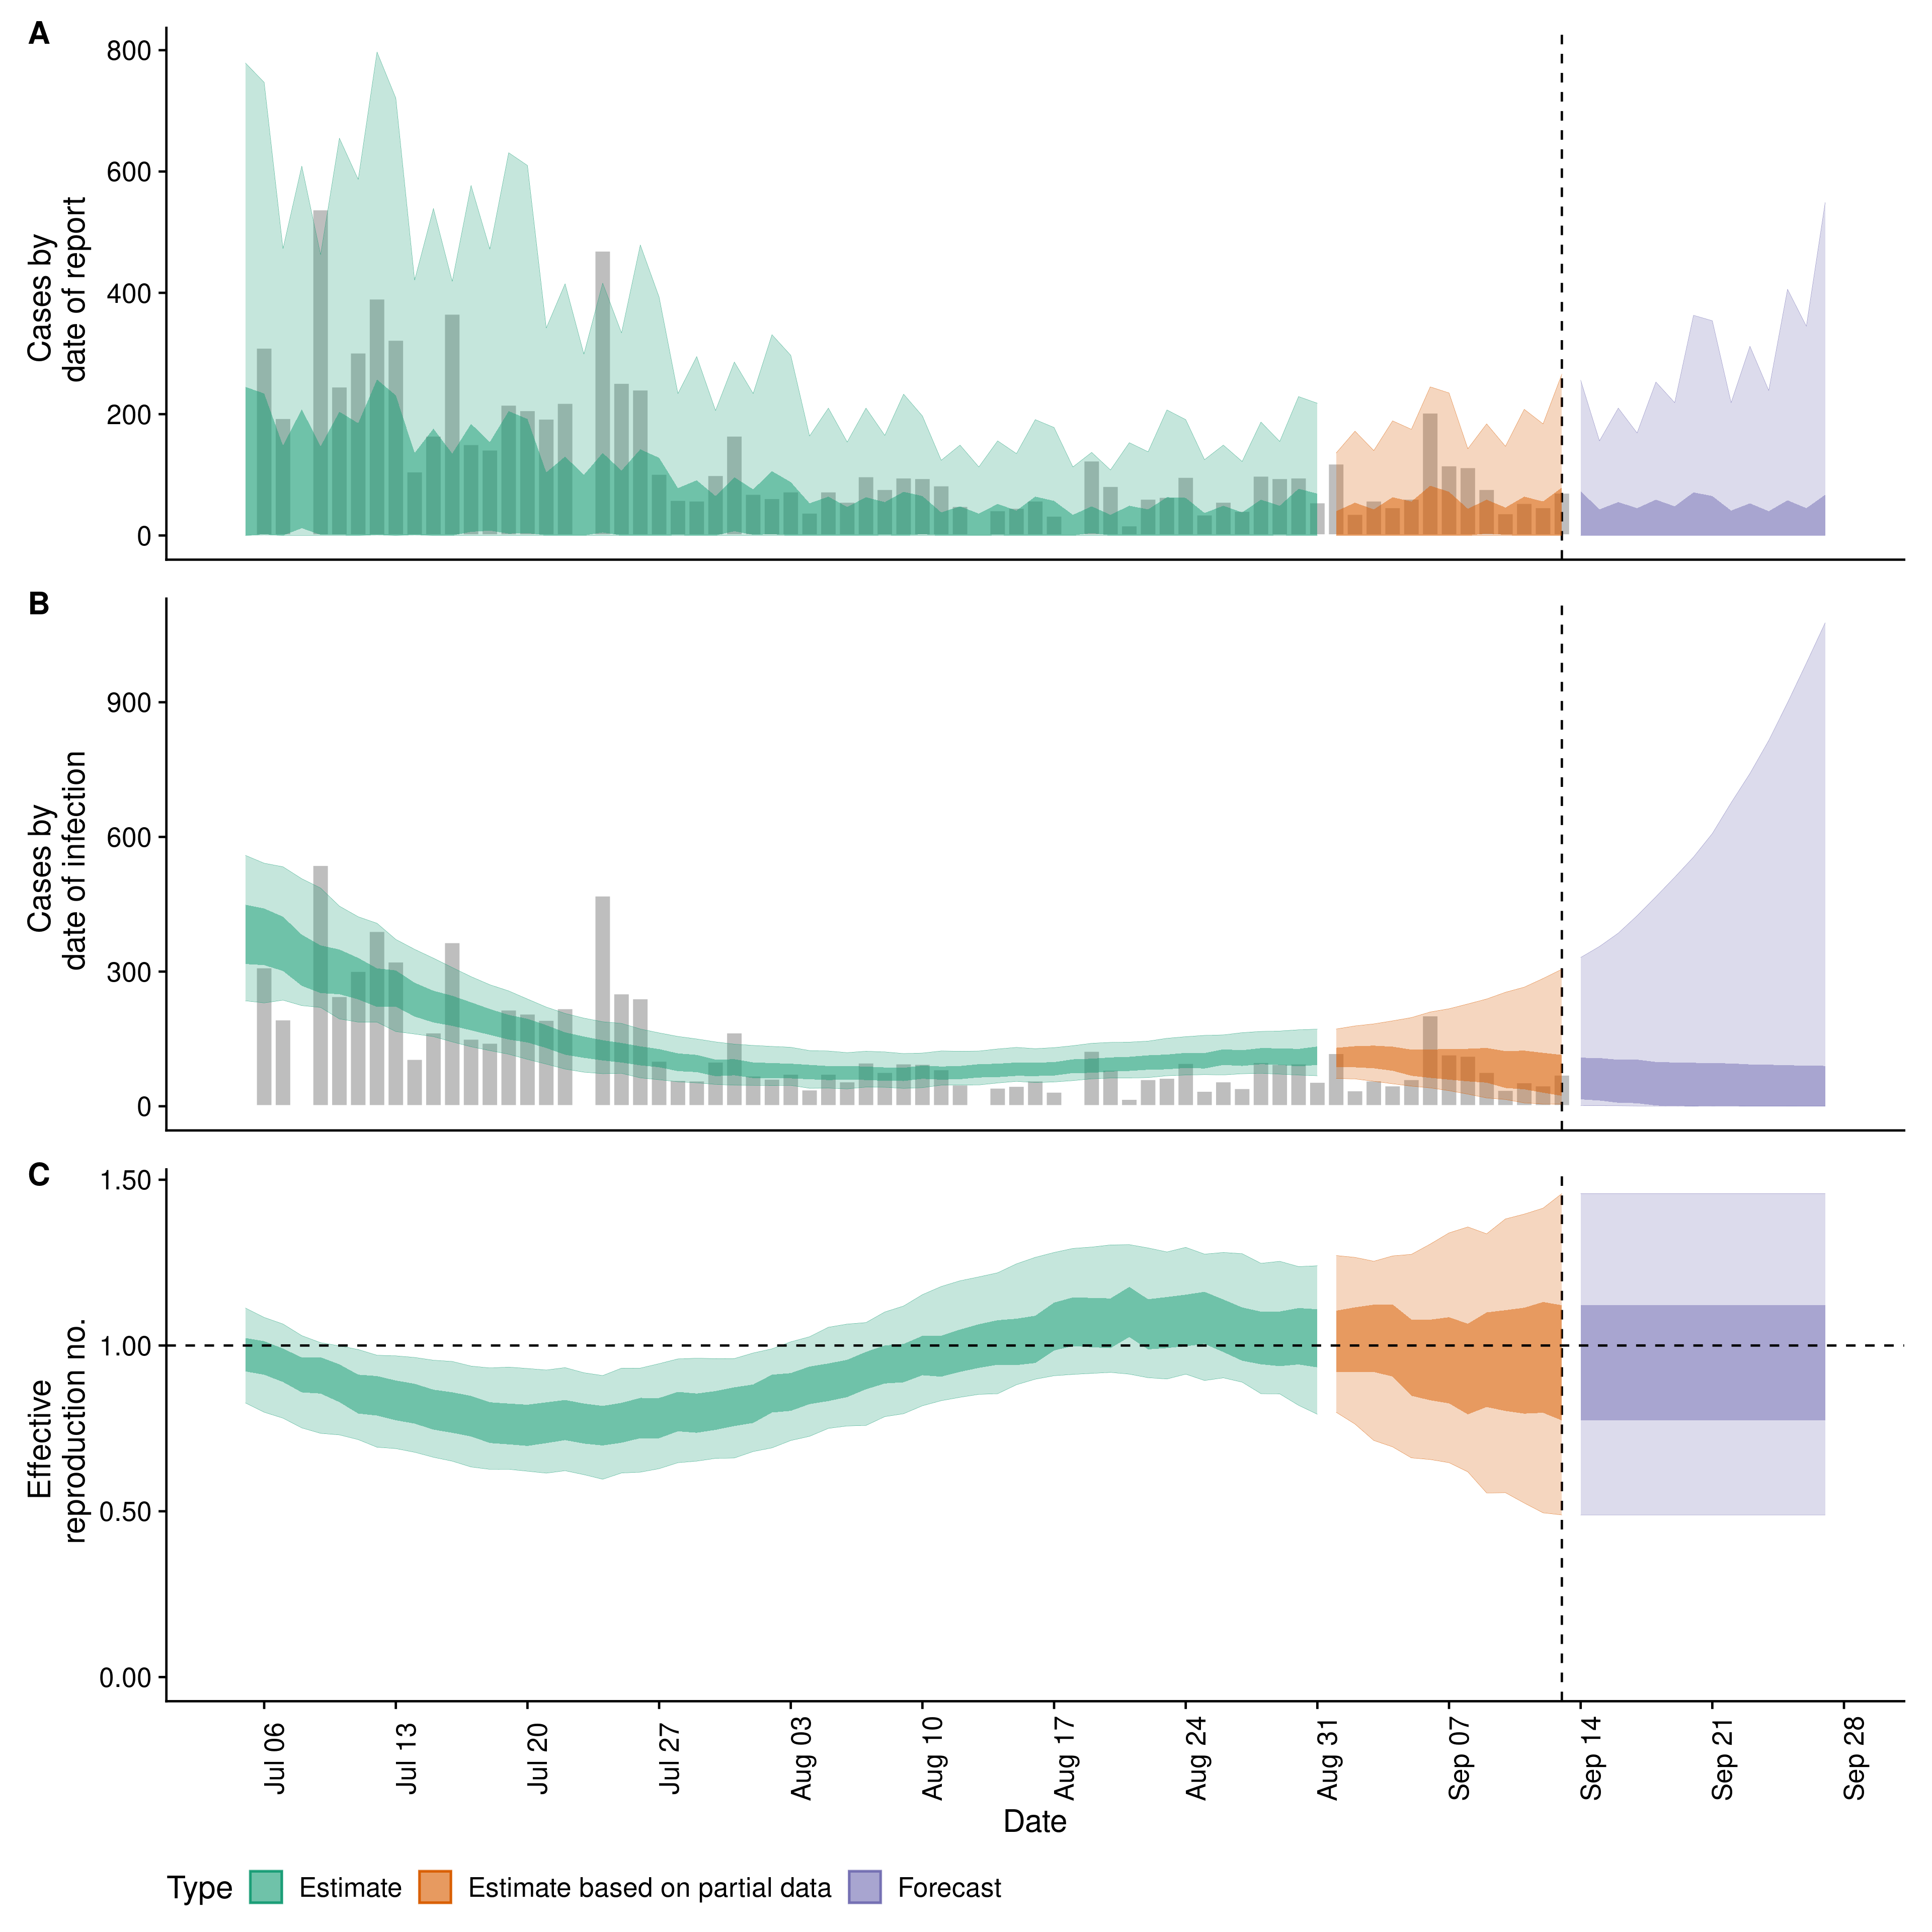 A
800
600
400
200
0
Cases by
date of report
B
900
600
300
0
Cases by
date of infection
C
1.50
1.00
0.50
0.00
Effective
reproduction no.
Jul 06
Jul 13
Jul 20
Jul 27
Aug 03
Aug 10
Aug 17
Aug 24
Aug 31
Sep 07
Sep 14
Sep 21
Sep 28
Date
Type Estimate Estimate based on partial data Forecast